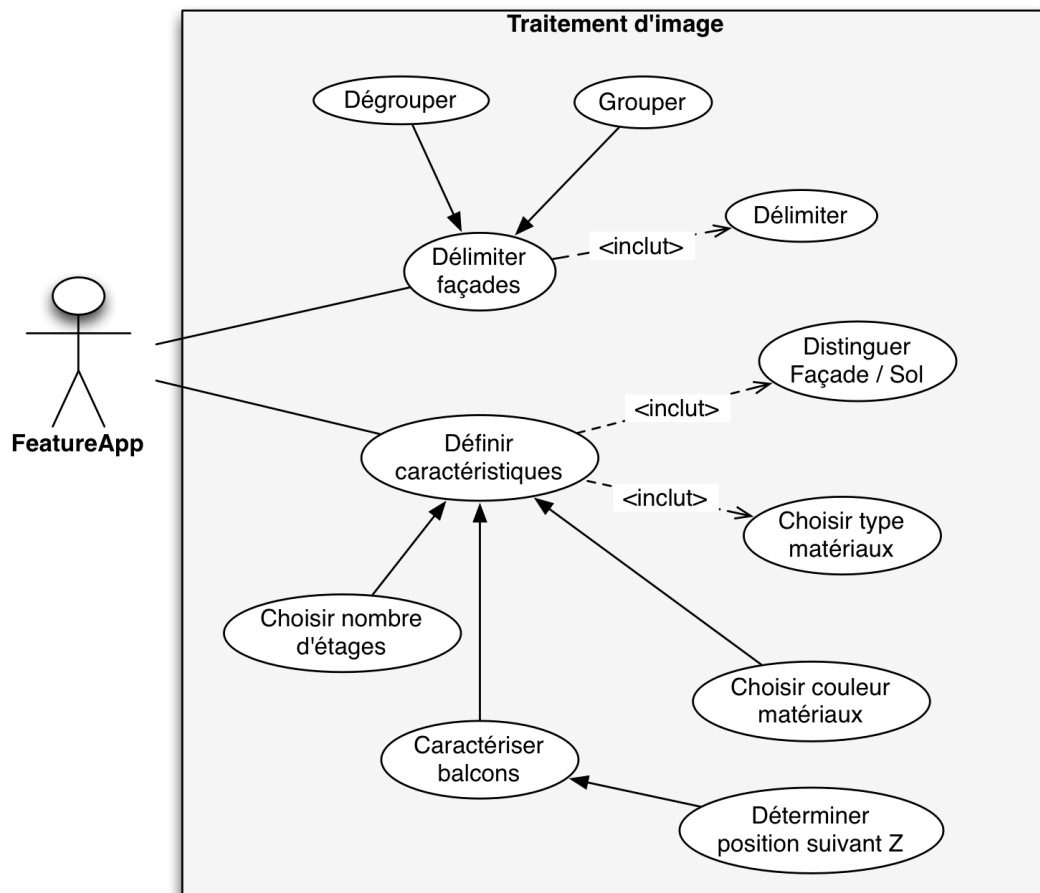 Traitement d'image
Dégrouper
Grouper
Délimiter
<inclut>
Délimiter
façades
Distinguer
Façade / Sol
<inclut>
FeatureApp
Définir
caractéristiques
<inclut>
Choisir type
matériaux
Choisir nombre
d'étages
Choisir couleur
matériaux
Caractériser
balcons
Déterminer
position suivant Z